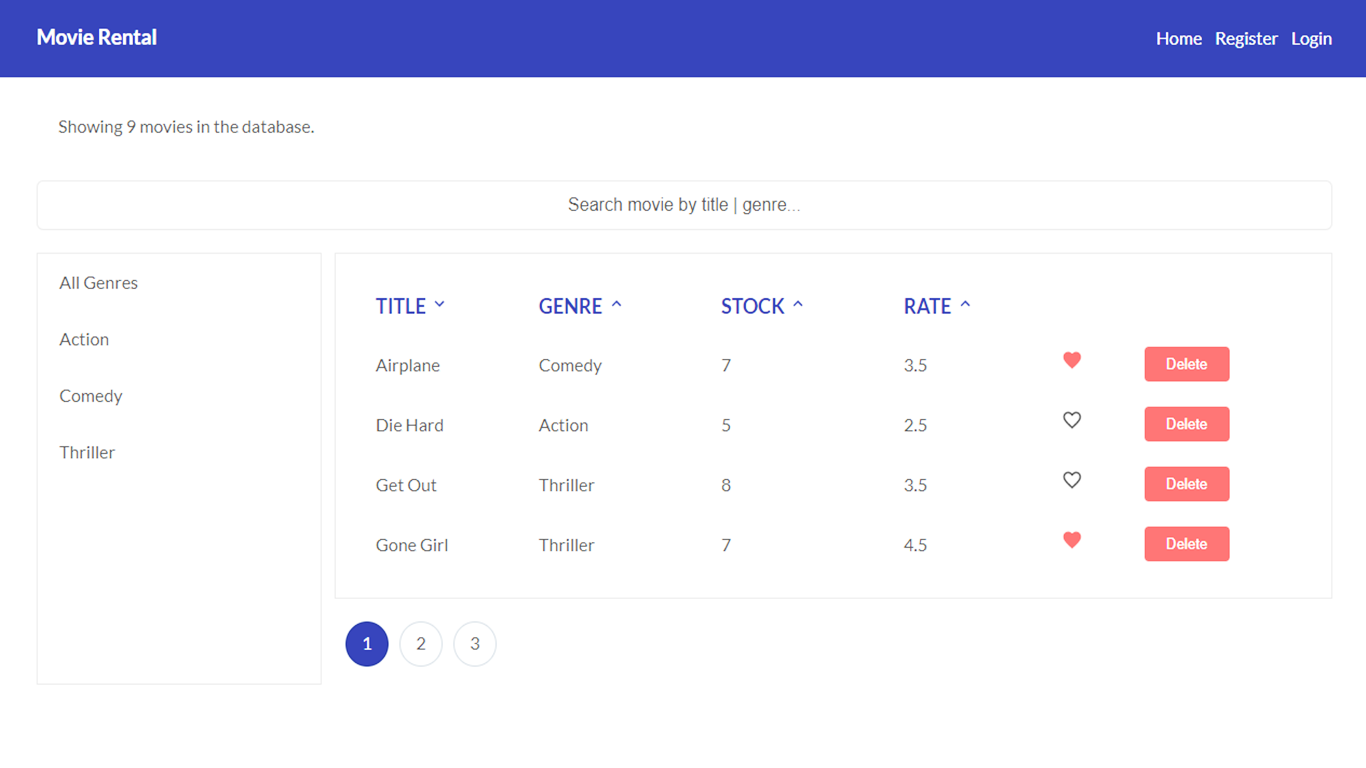 Movie Rental
Home Register Login
Showing 9 movies in the database.
Search movie by title | genre...
All Genres
Action
Comedy
Thriller
TITLE GENRE STOCK RATE
Airplane Comedy 7 3.5 Delete
Die Hard Action 5 2.5 Delete
Get Out Thriller 8 3.5 Delete
Gone Girl Thriller 7 4.5 Delete
1 2 3